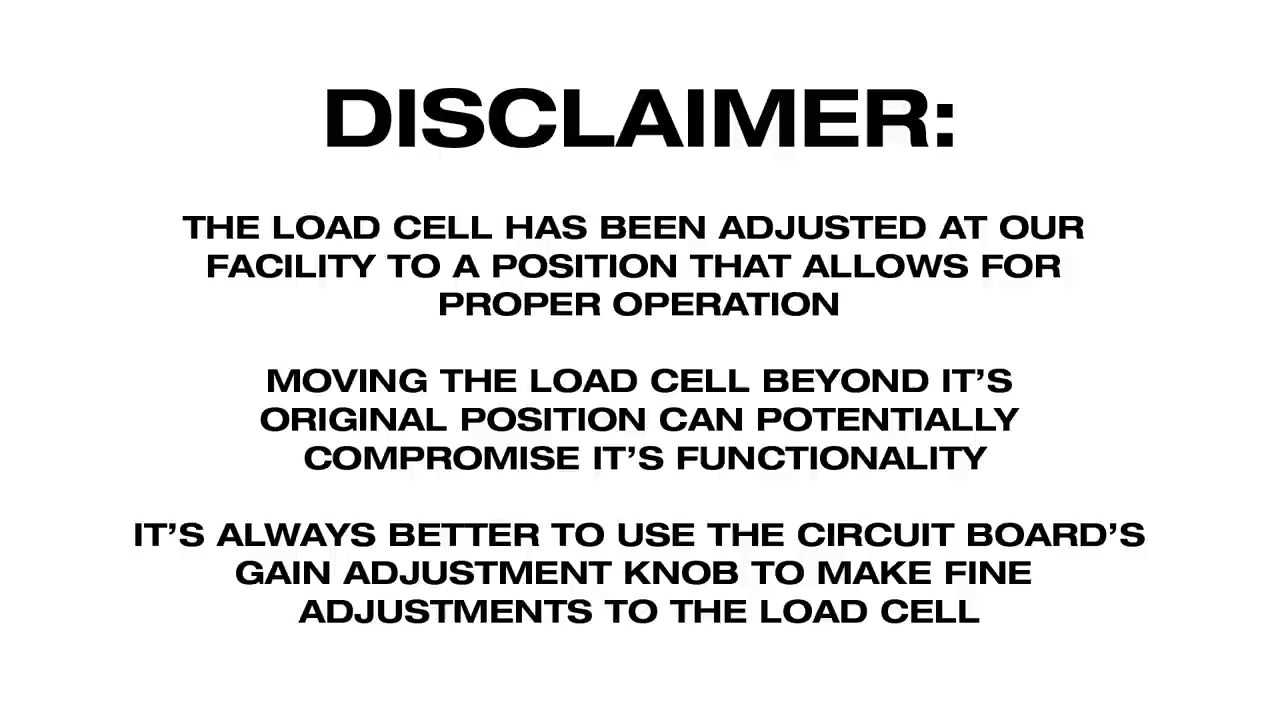 DISCLAIMER:
THE LOAD CELL HAS BEEN ADJUSTED AT OUR
FACILITY TO A POSITION THAT ALLOWS FOR
PROPER OPERATION
MOVING THE LOAD CELL BEYOND IT’S
ORIGINAL POSITION CAN POTENTIALLY
COMPROMISE IT’S FUNCTIONALITY
IT’S ALWAYS BETTER TO USE THE CIRCUIT BOARD’S
GAIN ADJUSTMENT KNOB TO MAKE FINE
ADJUSTMENTS TO THE LOAD CELL